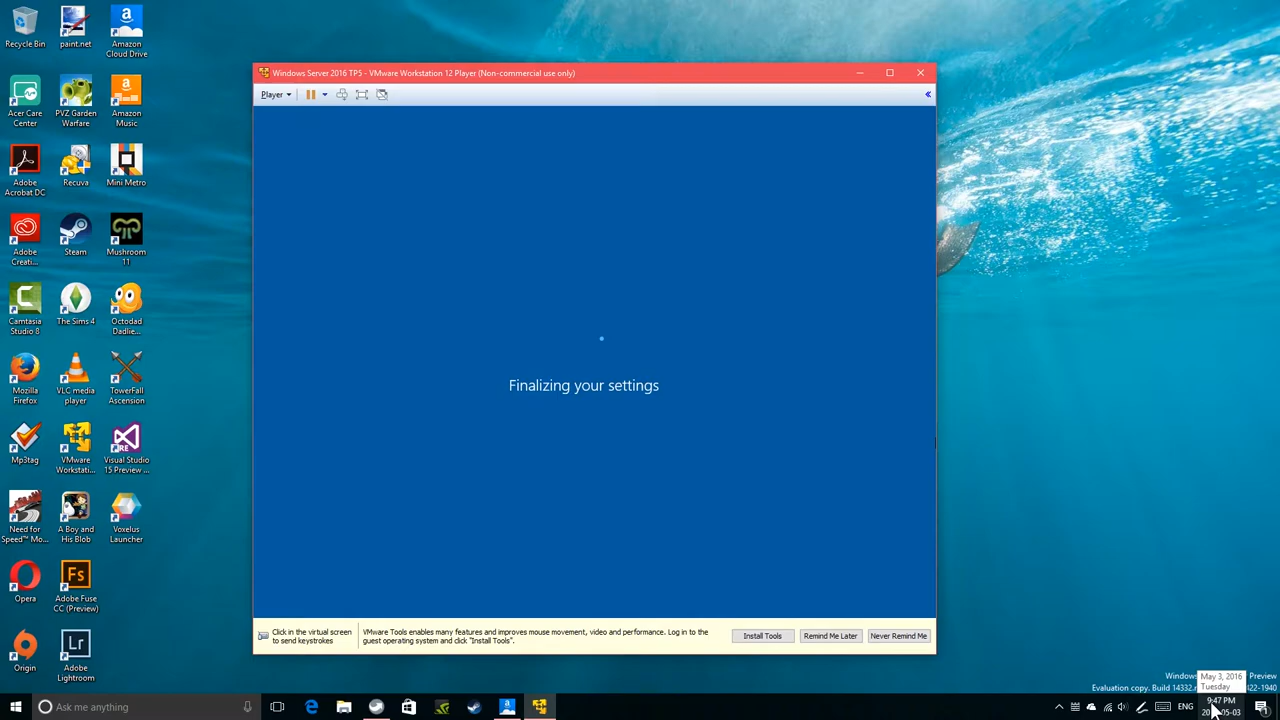 Recycle Bin
paint.net
Amazon
Cloud Drive
Acer Care
Center
PVZ Garden
Warfare
Amazon
Music
Adobe
Acrobat DC
Recuva
Mini Metro
Adobe
Creati...
Steam
Mushroom
11
Camtasia
Studio 8
The Sims 4
Octodad
Dadlie...
Mozilla
Firefox
VLC media
player
TowerFall
Ascension
Mp3tag
VMware
Workstati...
Visual Studio
15 Preview ...
Need for
Speed™ Mo...
A Boy and
His Blob
Voxelus
Launcher
Opera
Adobe Fuse
CC (Preview)
Origin
Adobe
Lightroom
Windows Server 2016 TP5 - VMware Workstation 12 Player (Non-commercial use only)
Player
Finalizing your settings
Click in the virtual screen
to send keystrokes
VMware Tools enables many features and improves mouse movement, video and performance. Log in to the
guest operating system and click "Install Tools".
Install Tools
Remind Me Later
Never Remind Me
Preview
Evaluation copy. Build 14332.
22-1940
May 3, 2016
Tuesday
Ask me anything
ENG
9:47 PM
05-03